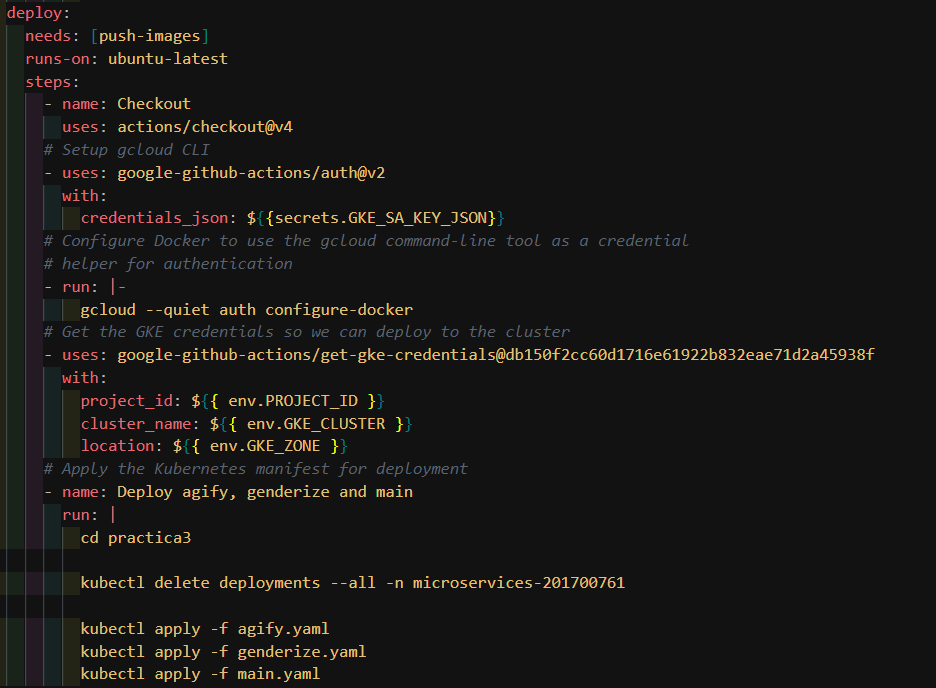 deploy:
needs: [push-images]
runs-on: ubuntu-latest
steps:
- name: Checkout
uses: actions/checkout@v4
# Setup gcloud CLI
- uses: google-github-actions/auth@v2
with:
credentials_json: ${{secrets.GKE_SA_KEY_JSON}}
# Configure Docker to use the gcloud command-line tool as a credential
# helper for authentication
- run: |-
gcloud --quiet auth configure-docker
# Get the GKE credentials so we can deploy to the cluster
- uses: google-github-actions/get-gke-credentials@db150f2cc60d1716e61922b832eae71d2a45938f
with:
project_id: ${{ env.PROJECT_ID }}
cluster_name: ${{ env.GKE_CLUSTER }}
location: ${{ env.GKE_ZONE }}
# Apply the Kubernetes manifest for deployment
- name: Deploy agify, genderize and main
run: |
cd practica3
kubectl delete deployments --all -n microservices-201700761
kubectl apply -f agify.yaml
kubectl apply -f genderize.yaml
kubectl apply -f main.yaml